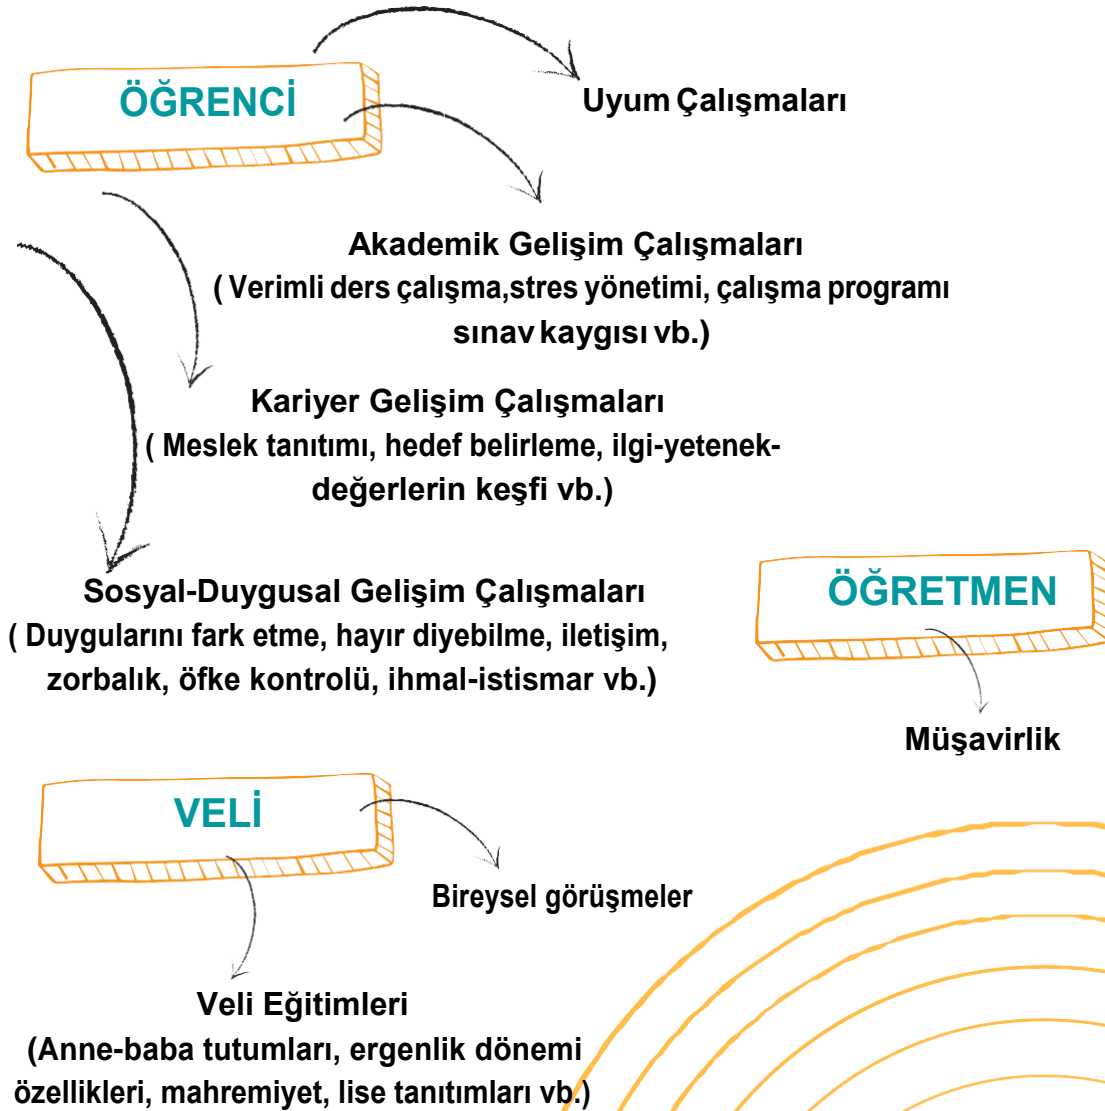 ÖĞRENCİ
Uyum Çalışmaları
Akademik Gelişim Çalışmaları
( Verimli ders çalışma,stres yönetimi, çalışma programı
sınav kaygısı vb.)
Kariyer Gelişim Çalışmaları
( Meslek tanıtımı, hedef belirleme, ilgi-yetenek-
değerlerin keşfi vb.)
Sosyal-Duygusal Gelişim Çalışmaları
( Duygularını fark etme, hayır diyebilme, iletişim,
zorbalık, öfke kontrolü, ihmal-istismar vb.)
ÖĞRETMEN
Müşavirlik
VELİ
Bireysel görüşmeler
Veli Eğitimleri
(Anne-baba tutumları, ergenlik dönemi
özellikleri, mahremiyet, lise tanıtımları vb.)